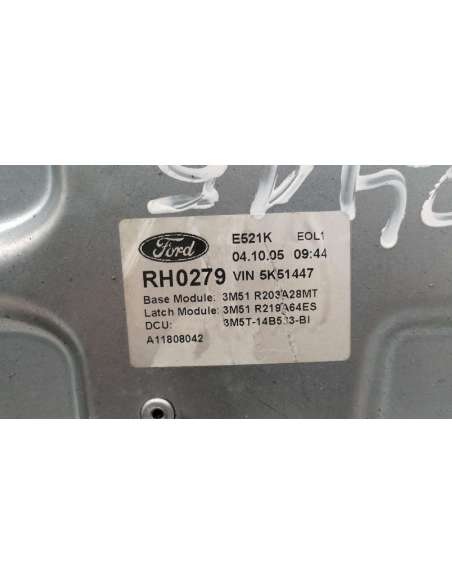 Ford
E521K EOL1
04.10.05 09:44
RH0279 VIN 5K51447
Base Module: 3M51 R203A28MT
Latch Module: 3M51 R219A64ES
DCU:
A11808042